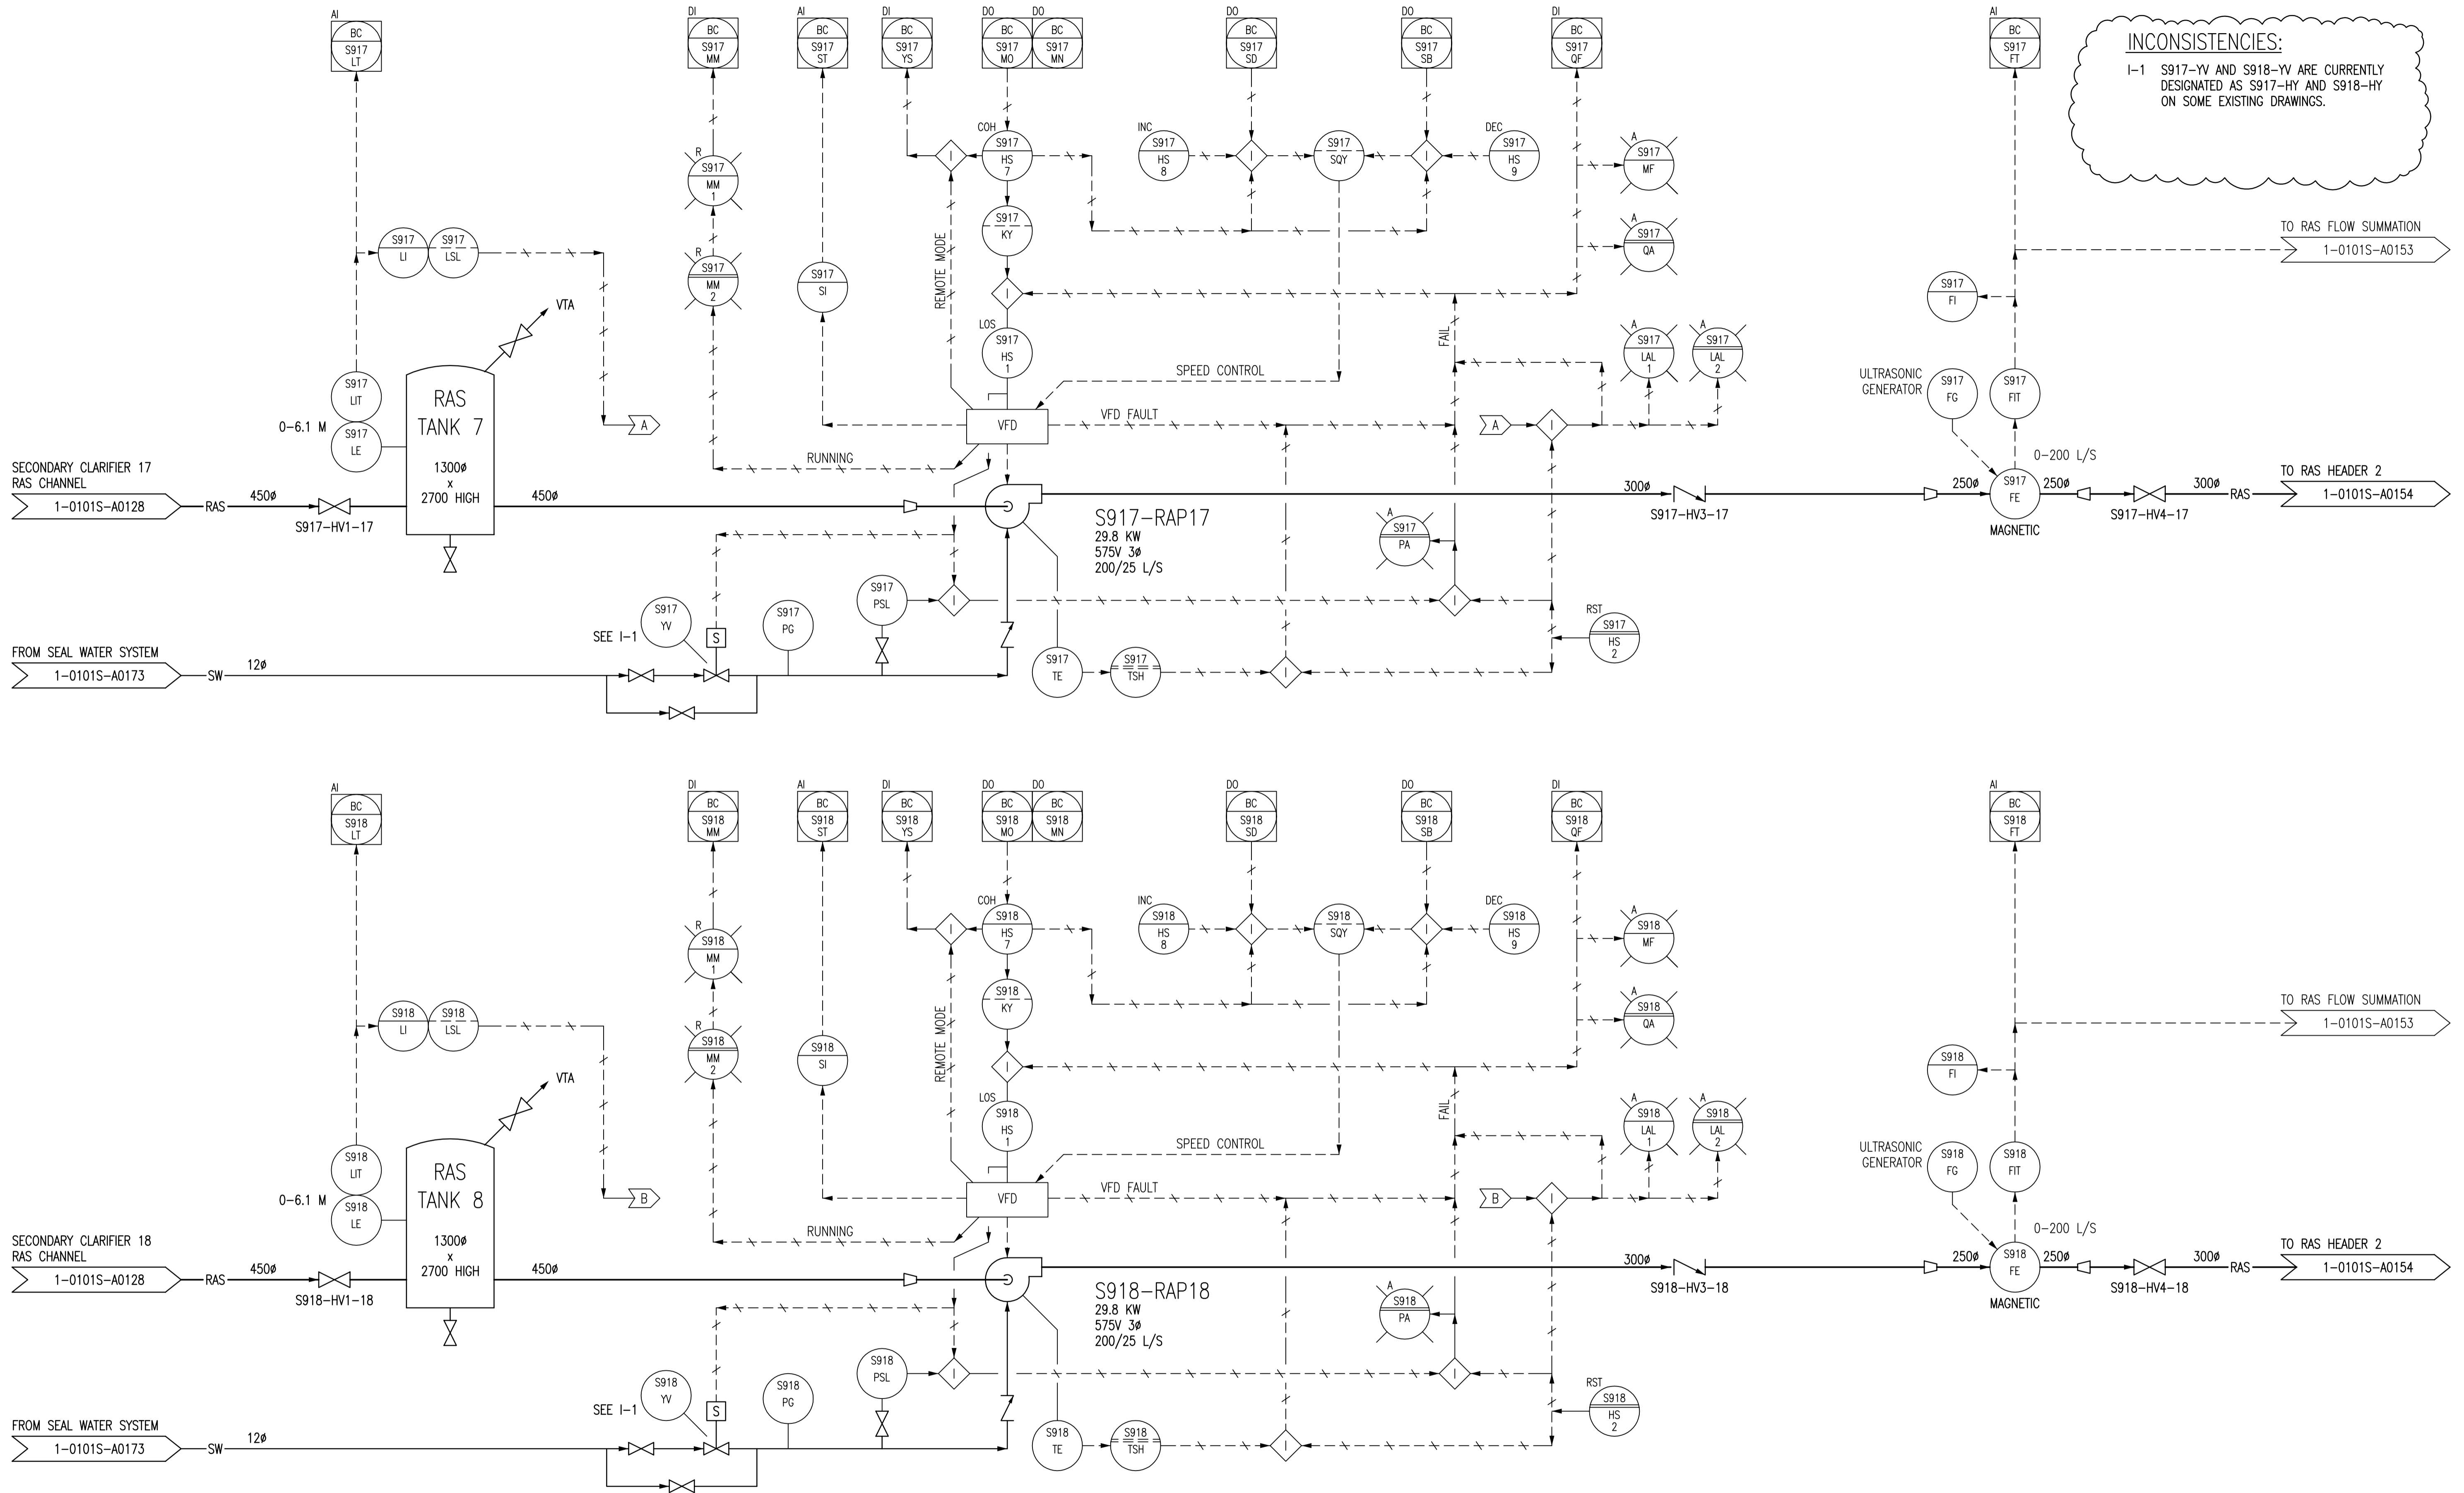 AI
BC
S917
LT
DI
BC
S917
MM
AI
BC
S917
ST
DI
BC
S917
YS
DO
BC
S917
MO
DO
BC
S917
MN
DO
BC
S917
SD
DO
BC
S917
SB
DI
BC
S917
QF
AI
BC
S917
FT
INCONSISTENCIES:
I-1 S917-YV AND S918-YV ARE CURRENTLY
DESIGNATED AS S917-HY AND S918-HY
ON SOME EXISTING DRAWINGS.
R
S917
MM
1
COH
S917
HS
7
INC
S917
HS
8
S917
SQY
DEC
S917
HS
9
A
S917
MF
S917
LI
S917
LSL
R
S917
MM
2
S917
SI
REMOTE MODE
S917
KY
A
S917
QA
TO RAS FLOW SUMMATION
1-0101S-A0153
S917
FI
VTA
LOS
S917
HS
1
FAIL
A
S917
LAL
1
A
S917
LAL
2
SPEED CONTROL
S917
LIT
0-6.1 M
S917
LE
RAS
TANK 7
1300ø
x
2700 HIGH
A
VFD
VFD FAULT
A
ULTRASONIC
GENERATOR
S917
FG
S917
FIT
RUNNING
0-200 L/S
SECONDARY CLARIFIER 17
RAS CHANNEL
1-0101S-A0128
RAS
450ø
S917-HV1-17
450ø
S917-RAP17
29.8 KW
575V 3ø
200/25 L/S
300ø
S917-HV3-17
250ø
S917
FE
MAGNETIC
250ø
S917-HV4-17
300ø
RAS
TO RAS HEADER 2
1-0101S-A0154
A
S917
PA
SEE I-1
S917
YV
S
S917
PG
S917
PSL
RST
S917
HS
2
FROM SEAL WATER SYSTEM
1-0101S-A0173
SW
12ø
S917
TE
S917
TSH
AI
BC
S918
LT
DI
BC
S918
MM
AI
BC
S918
ST
DI
BC
S918
YS
DO
BC
S918
MO
DO
BC
S918
MN
DO
BC
S918
SD
DO
BC
S918
SB
DI
BC
S918
QF
AI
BC
S918
FT
R
S918
MM
1
COH
S918
HS
7
INC
S918
HS
8
S918
SQY
DEC
S918
HS
9
A
S918
MF
S918
LI
S918
LSL
R
S918
MM
2
S918
SI
REMOTE MODE
S918
KY
A
S918
QA
TO RAS FLOW SUMMATION
1-0101S-A0153
S918
FI
VTA
LOS
S918
HS
1
FAIL
A
S918
LAL
1
A
S918
LAL
2
SPEED CONTROL
S918
LIT
0-6.1 M
S918
LE
RAS
TANK 8
1300ø
x
2700 HIGH
B
VFD
VFD FAULT
B
ULTRASONIC
GENERATOR
S918
FG
S918
FIT
RUNNING
0-200 L/S
SECONDARY CLARIFIER 18
RAS CHANNEL
1-0101S-A0128
RAS
450ø
S918-HV1-18
450ø
S918-RAP18
29.8 KW
575V 3ø
200/25 L/S
300ø
S918-HV3-18
250ø
S918
FE
MAGNETIC
250ø
S918-HV4-18
300ø
RAS
TO RAS HEADER 2
1-0101S-A0154
A
S918
PA
SEE I-1
S918
YV
S
S918
PG
S918
PSL
RST
S918
HS
2
FROM SEAL WATER SYSTEM
1-0101S-A0173
SW
12ø
S918
TE
S918
TSH